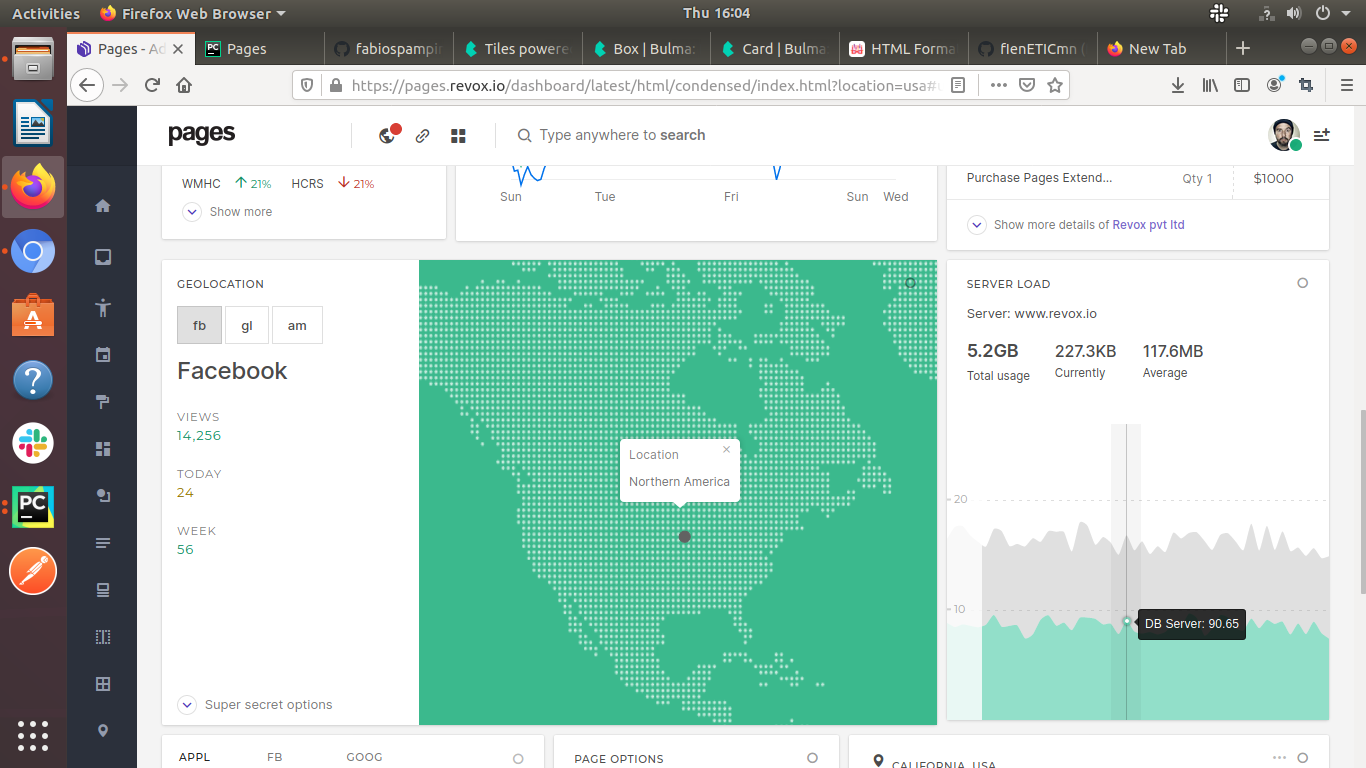 Activities
Firefox Web Browser
Thu 16:04
Pages - Ad
Pages
fabiospampin
Tiles powere
Box | Bulma:
Card | Bulma
HTML Forma
fIenETICmn (
New Tab
https://pages.revox.io/dashboard/latest/html/condensed/index.html?location=usa#
pages
Type anywhere to search
WMHC 21% HCRS 21%
Show more
Sun Tue Fri Sun Wed
Purchase Pages Extend... Qty 1 $1000
Show more details of Revox pvt ltd
GEOLOCATION
fb gl am
Facebook
VIEWS
14,256
TODAY
24
WEEK
56
Super secret options
Location ×
Northern America
SERVER LOAD
Server: www.revox.io
5.2GB 227.3KB 117.6MB
Total usage Currently Average
20
10
DB Server: 90.65
APPL FB GOOG
PAGE OPTIONS
CALIFORNIA, USA
PC